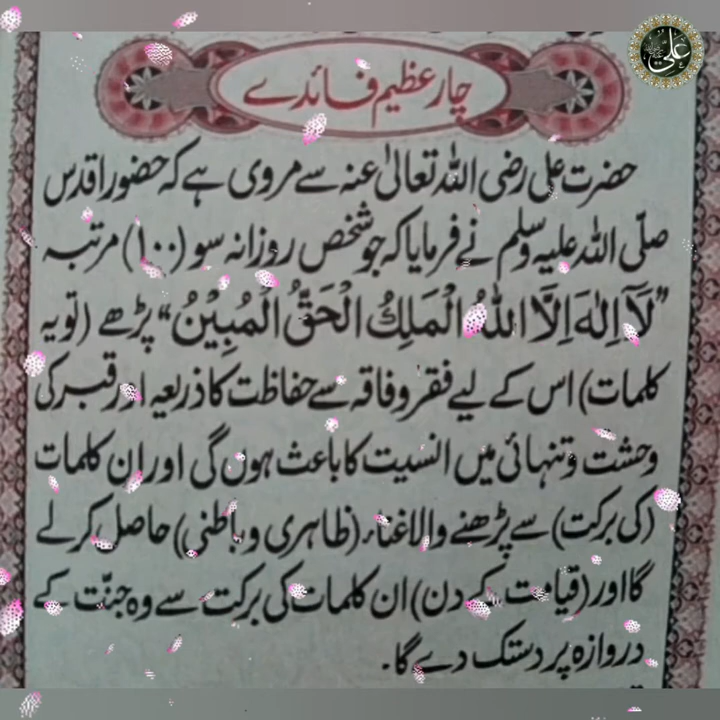 علی
چار عظیم فائدے
حضرت علی رضی اللہ تعالیٰ عنہ سے مروی ہے کہ حضور اقدس
صلّی اللہ علیہ وسلم نے فرمایا کہ جو شخص روزانہ سو (۱۰۰) مرتبہ
”لَآ اِلٰهَ اِلَّا اللّٰهُ الْمَلِكُ الْحَقُّ الْمُبِيْنُ“ پڑھے (تو یہ
کلمات) اس کے لیے فقر و فاقہ سے حفاظت کا ذریعہ اور قبر کی
وحشت و تنہائی میں انسیت کا باعث ہوں گی اور ان کلمات
(کی برکت) سے پڑھنے والا غناء (ظاہری و باطنی) حاصل کرلے
گا اور (قیامت کے دن) ان کلمات کی برکت سے وہ جنّت کے
دروازہ پر دستک دے گا۔